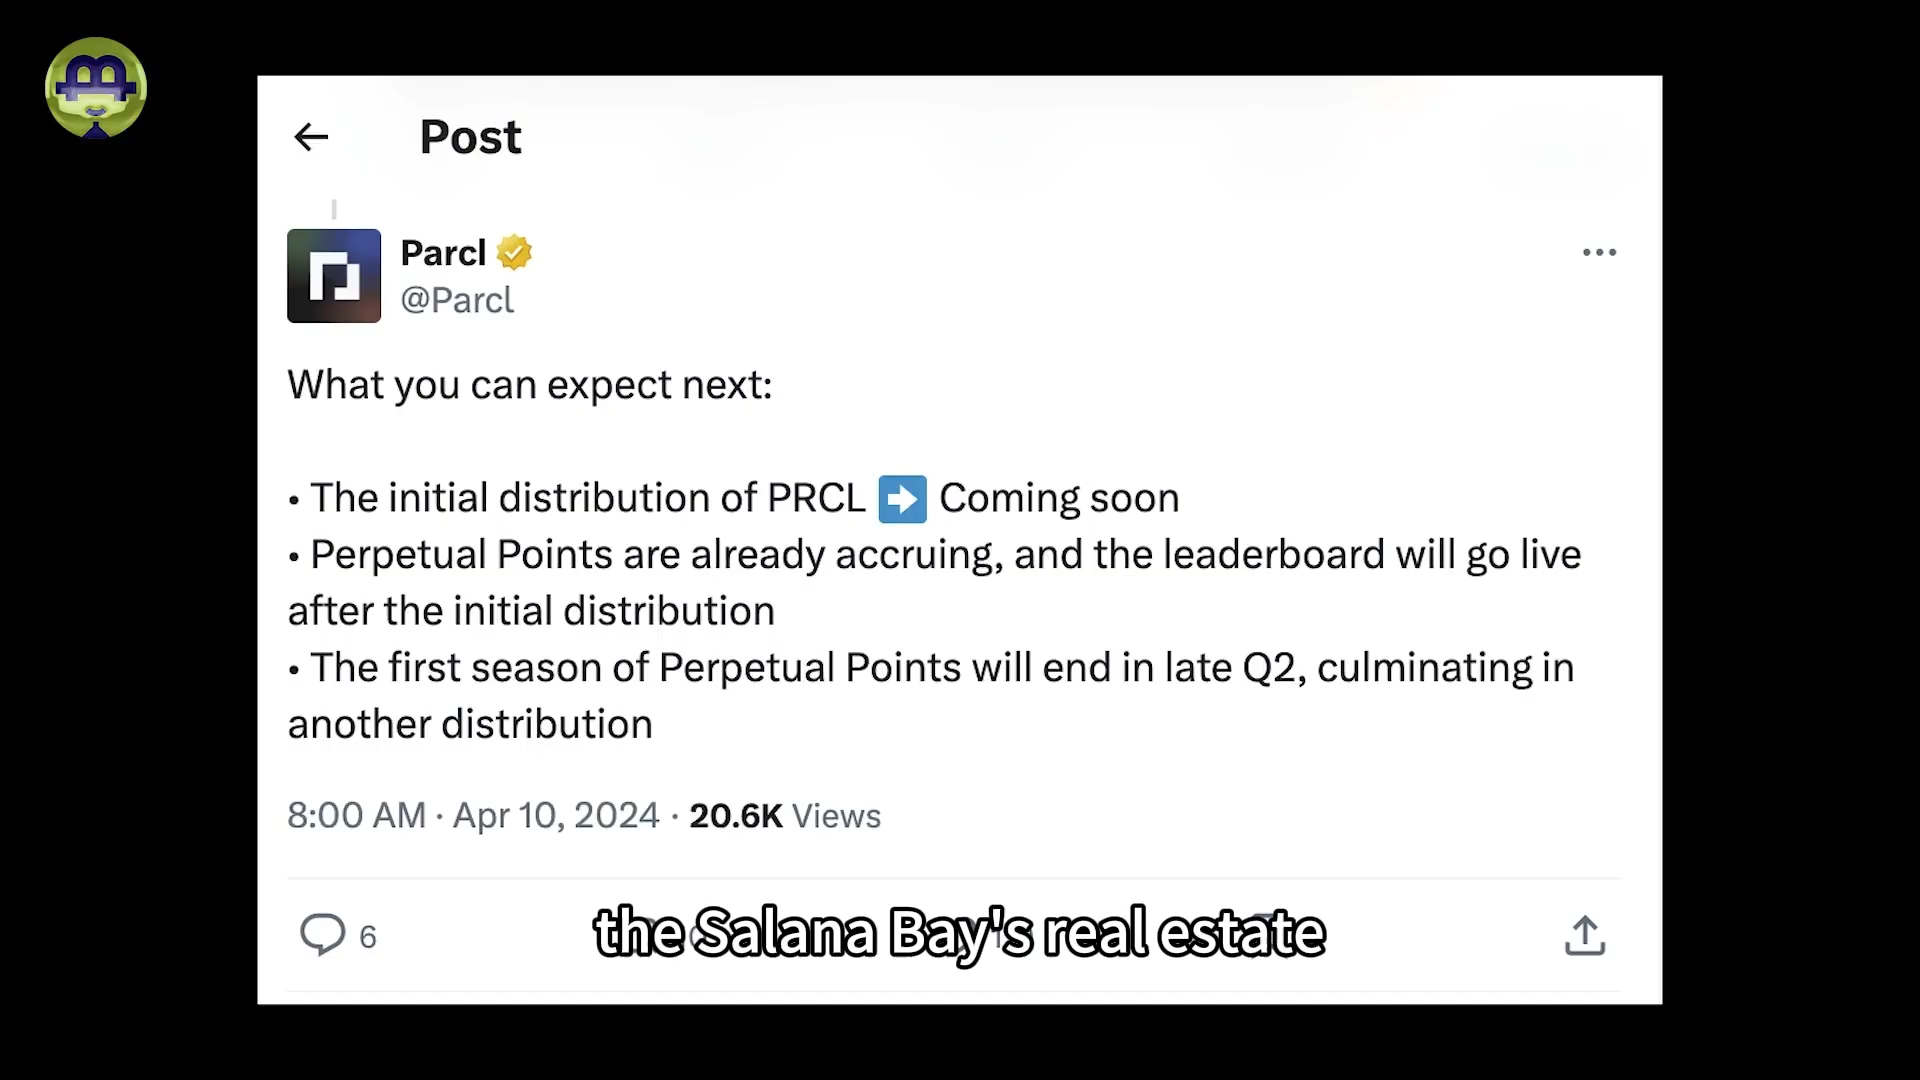 Post
Parcl
@Parcl
What you can expect next:
• The initial distribution of PRCL ➡️ Coming soon
• Perpetual Points are already accruing, and the leaderboard will go live
after the initial distribution
• The first season of Perpetual Points will end in late Q2, culminating in
another distribution
8:00 AM · Apr 10, 2024 · 20.6K Views
6
the Salana Bay's real estate